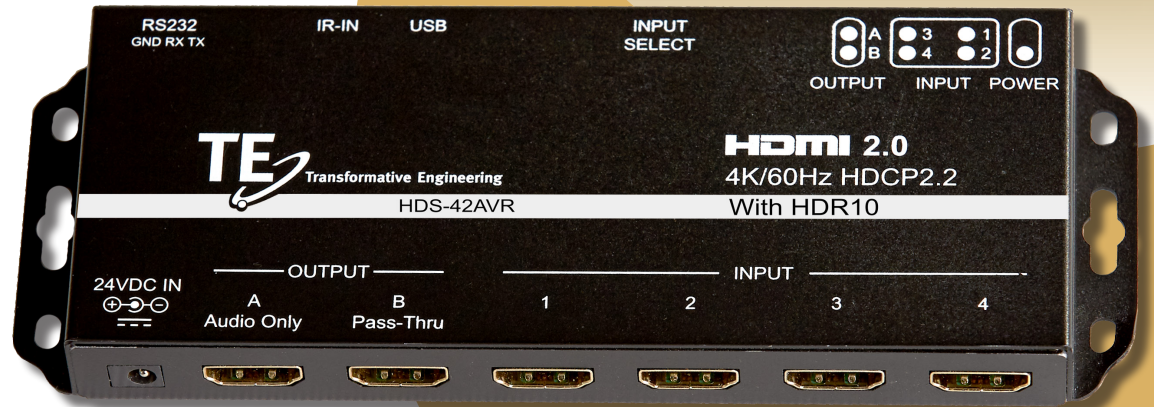 RS232
GND RX TX
IR-IN
USB
INPUT
SELECT
A 3 1
B 4 2
OUTPUT INPUT POWER
TE
Transformative Engineering
HDMI 2.0
4K/60Hz HDCP2.2
HDS-42AVR
With HDR10
24VDC IN
OUTPUT
A
Audio Only
B
Pass-Thru
INPUT
1 2 3 4